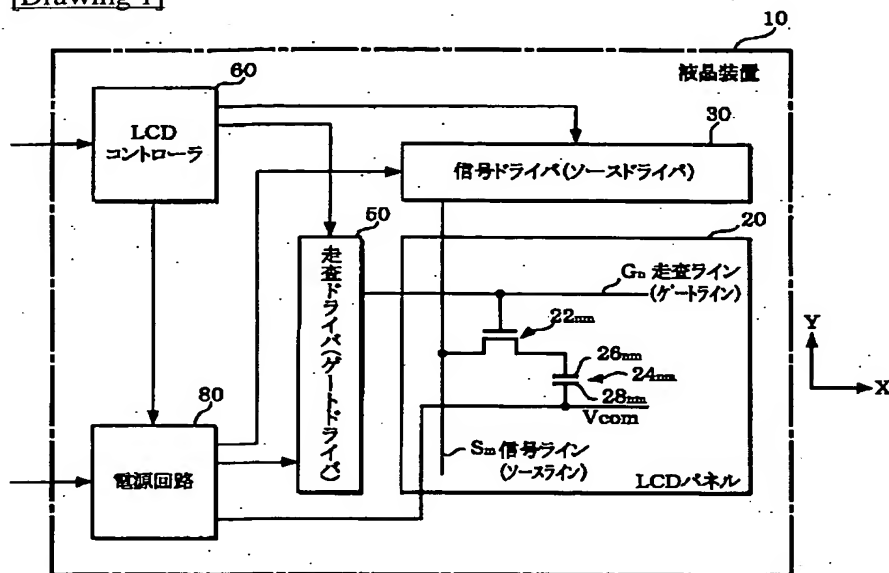 [Drawing 1]
10
液晶装置
60
LCD
コントローラ
30
信号ドライバ(ソースドライバ)
50
走査ドライバ(ゲートドライバ)
20
Gn 走査ライン
(ゲートライン)
22nm
26nm
24nm
28nm
Vcom
Sm 信号ライン
(ソースライン)
LCDパネル
80
電源回路
Y
X